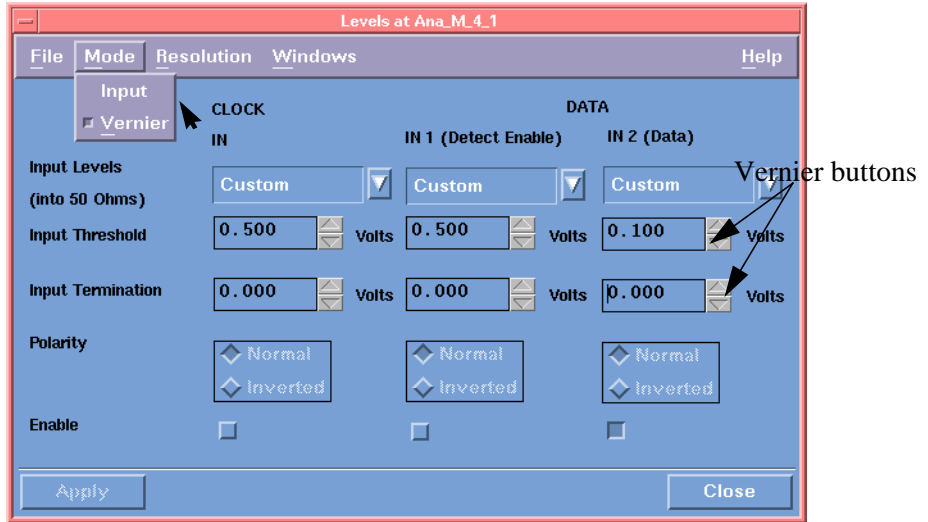 Levels at Ana_M_4_1
File Mode Resolution Windows Help
Input
Vernier
CLOCK DATA
IN IN 1 (Detect Enable) IN 2 (Data)
Input Levels
(into 50 Ohms)
Custom Custom Custom
Vernier buttons
Input Threshold 0.500 Volts 0.500 Volts 0.100 Volts
Input Termination 0.000 Volts 0.000 Volts 0.000 Volts
Polarity
Normal Normal Normal
Inverted Inverted Inverted
Enable
Apply Close